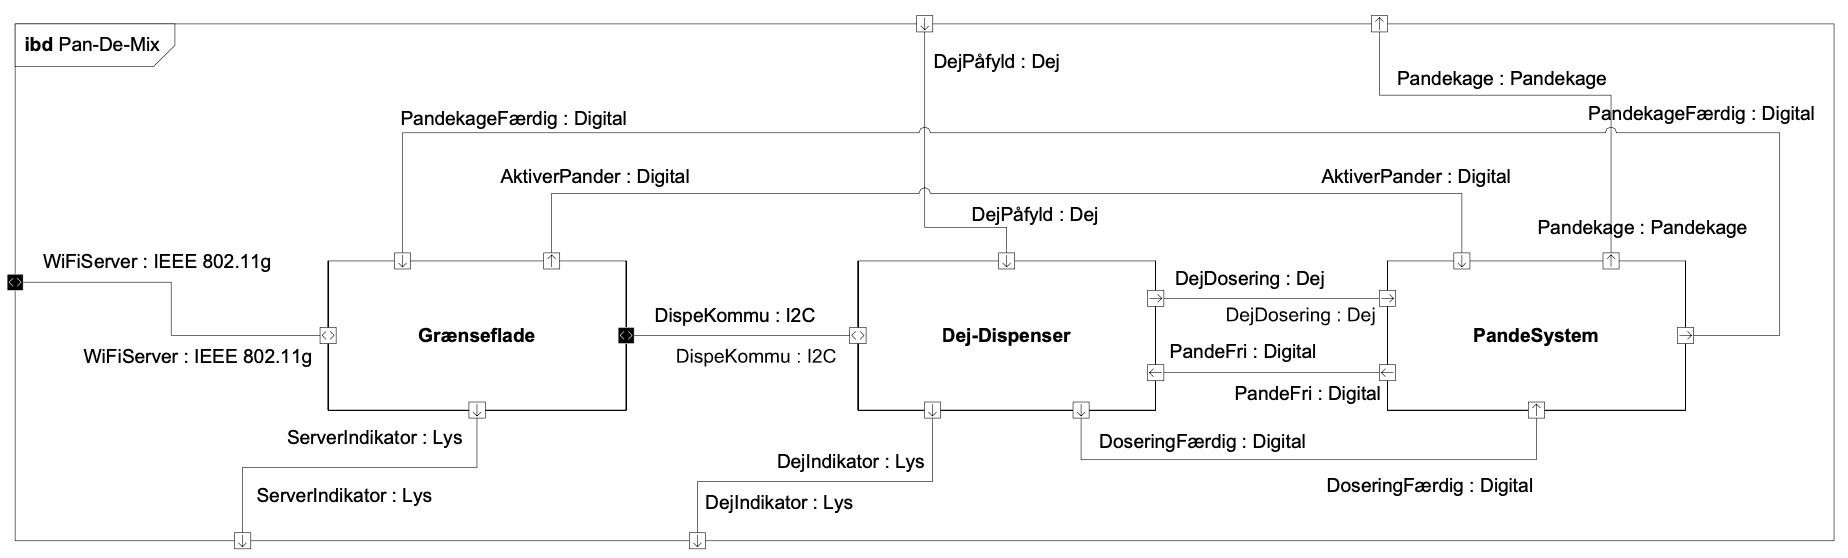 ibd Pan-De-Mix
DejPåfyld : Dej
Pandekage : Pandekage
PandekageFærdig : Digital
PandekageFærdig : Digital
AktiverPander : Digital
AktiverPander : Digital
DejPåfyld : Dej
Pandekage : Pandekage
WiFiServer : IEEE 802.11g
WiFiServer : IEEE 802.11g
Grænseflade
DispeKommu : I2C
DispeKommu : I2C
Dej-Dispenser
DejDosering : Dej
DejDosering : Dej
PandeFri : Digital
PandeFri : Digital
PandeSystem
ServerIndikator : Lys
ServerIndikator : Lys
DejIndikator : Lys
DejIndikator : Lys
DoseringFærdig : Digital
DoseringFærdig : Digital